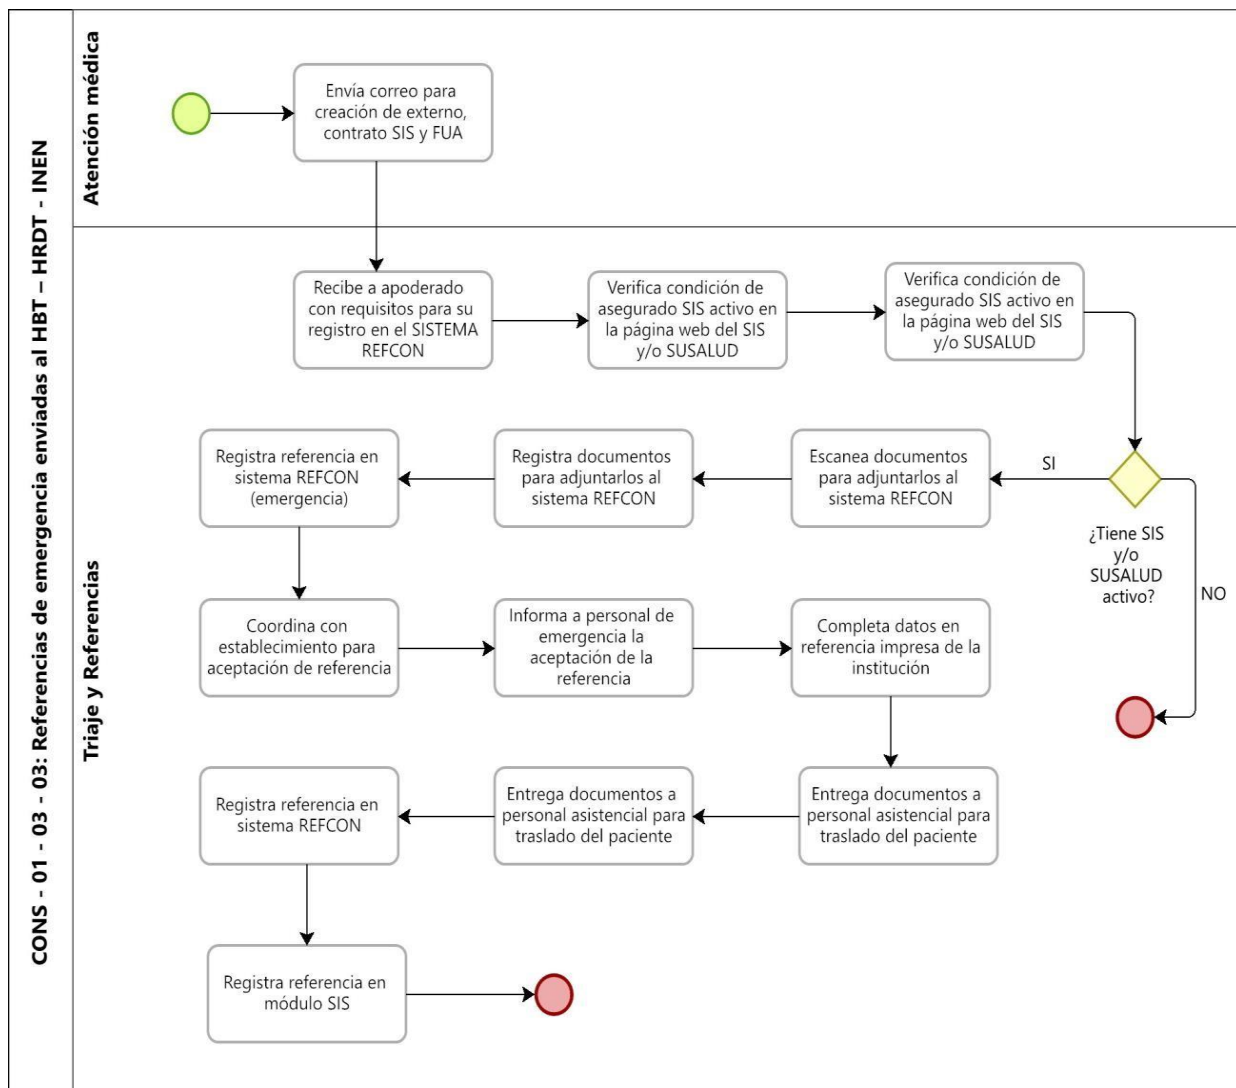 CONS - 01 - 03 - 03: Referencias de emergencia enviadas al HBT – HRDT - INEN
Atención médica
Envía correo para
creación de externo,
contrato SIS y FUA
Triaje y Referencias
Recibe a apoderado
con requisitos para su
registro en el SISTEMA
REFCON
Verifica condición de
asegurado SIS activo en
la página web del SIS
y/o SUSALUD
Verifica condición de
asegurado SIS activo en
la página web del SIS
y/o SUSALUD
¿Tiene SIS
y/o
SUSALUD
activo?
SI
NO
Escanea documentos
para adjuntarlos al
sistema REFCON
Registra documentos
para adjuntarlos al
sistema REFCON
Registra referencia en
sistema REFCON
(emergencia)
Coordina con
establecimiento para
aceptación de referencia
Informa a personal de
emergencia la
aceptación de la
referencia
Completa datos en
referencia impresa de la
institución
Entrega documentos a
personal asistencial para
traslado del paciente
Entrega documentos a
personal asistencial para
traslado del paciente
Registra referencia en
sistema REFCON
Registra referencia en
módulo SIS